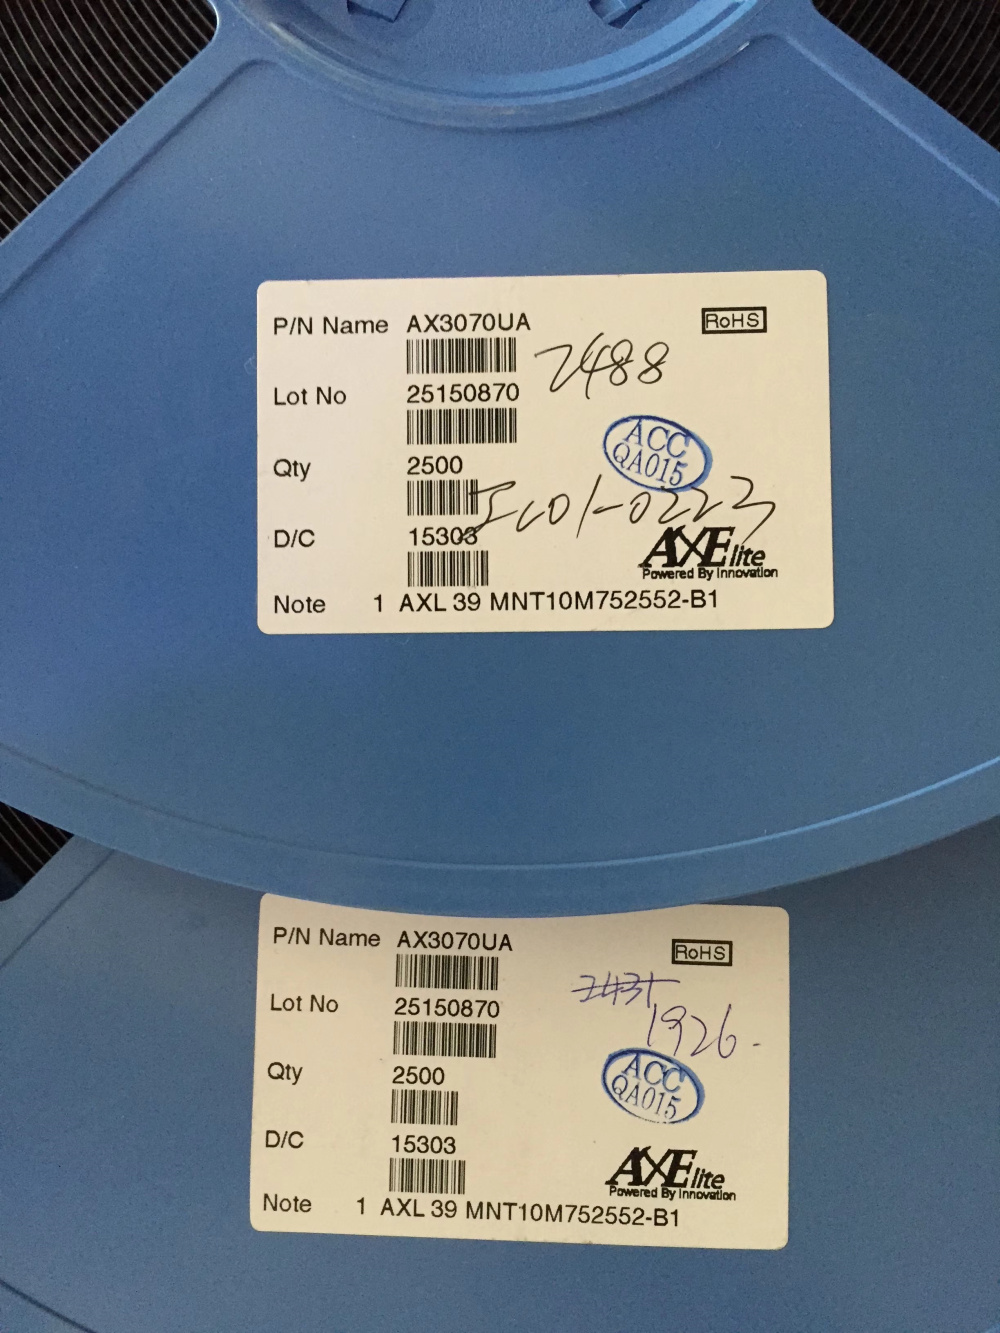 P/N Name AX3070UA RoHS
2488
Lot No 25150870
ACC
QA015
Qty 2500
IC01-0223
D/C 15303
AXElite
Powered By Innovation
Note 1 AXL 39 MNT10M752552-B1
P/N Name AX3070UA RoHS
Lot No 25150870
1926.
ACC
QA015
Qty 2500
D/C 15303
AXElite
Powered By Innovation
Note 1 AXL 39 MNT10M752552-B1